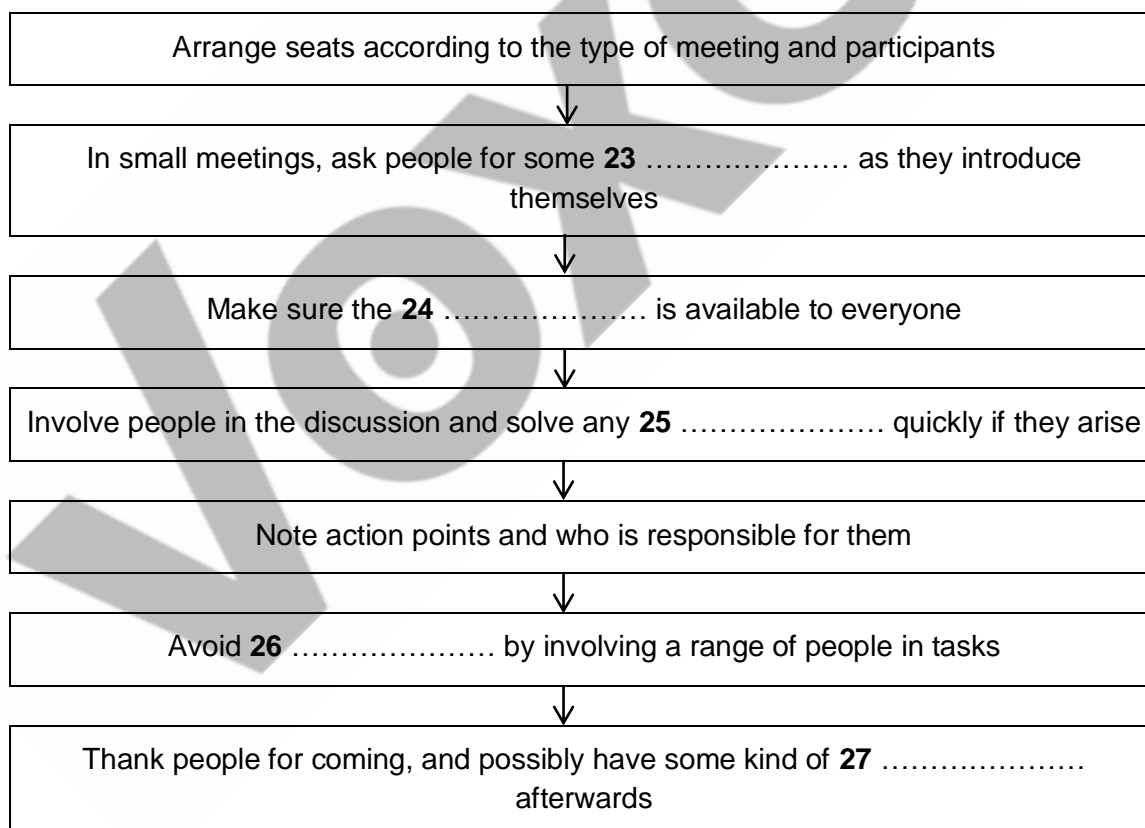 Arrange seats according to the type of meeting and participants
In small meetings, ask people for some 23 ………………… as they introduce
themselves
Make sure the 24 ………………… is available to everyone
Involve people in the discussion and solve any 25 ………………… quickly if they arise
Note action points and who is responsible for them
Avoid 26 ………………… by involving a range of people in tasks
Thank people for coming, and possibly have some kind of 27 …………………
afterwards